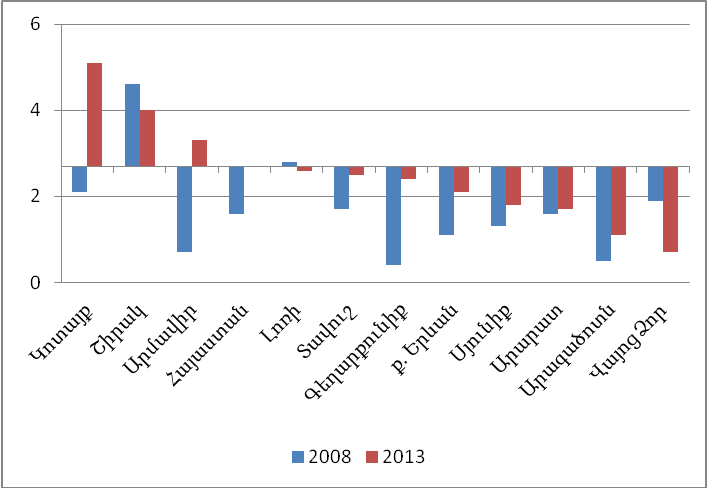 6
4
2
0
Կոտայք
Շիրակ
Արմավիր
Հայաստան
Լոռի
Տավուշ
Գեղարքունիք
ք. Երևան
Սյունիք
Արարատ
Արագածոտն
Վայոց Ձոր
2008 2013